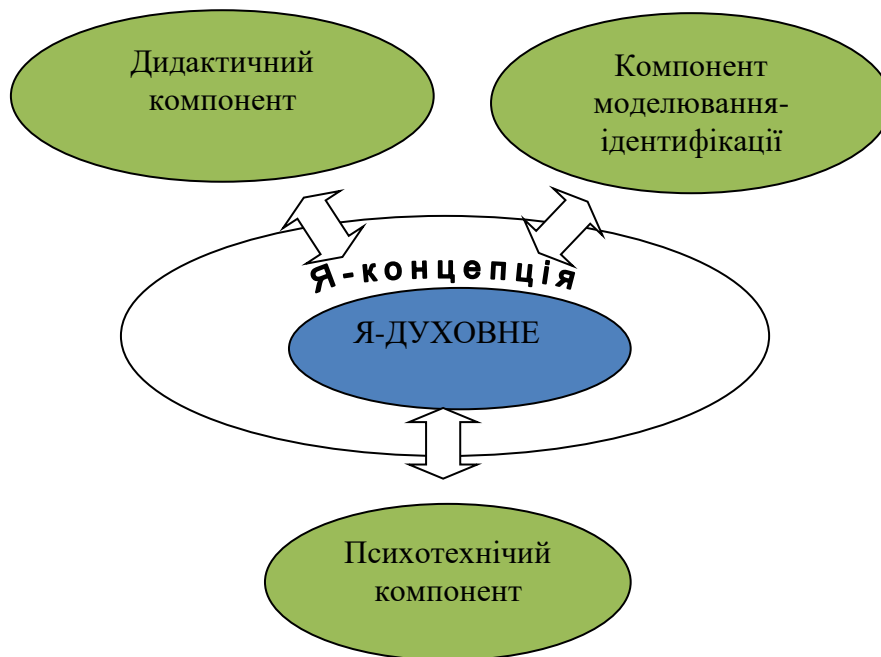 Дидактичний
компонент
Компонент
моделювання-
ідентифікації
Я-концепція
Я-ДУХОВНЕ
Психотехнічий
компонент